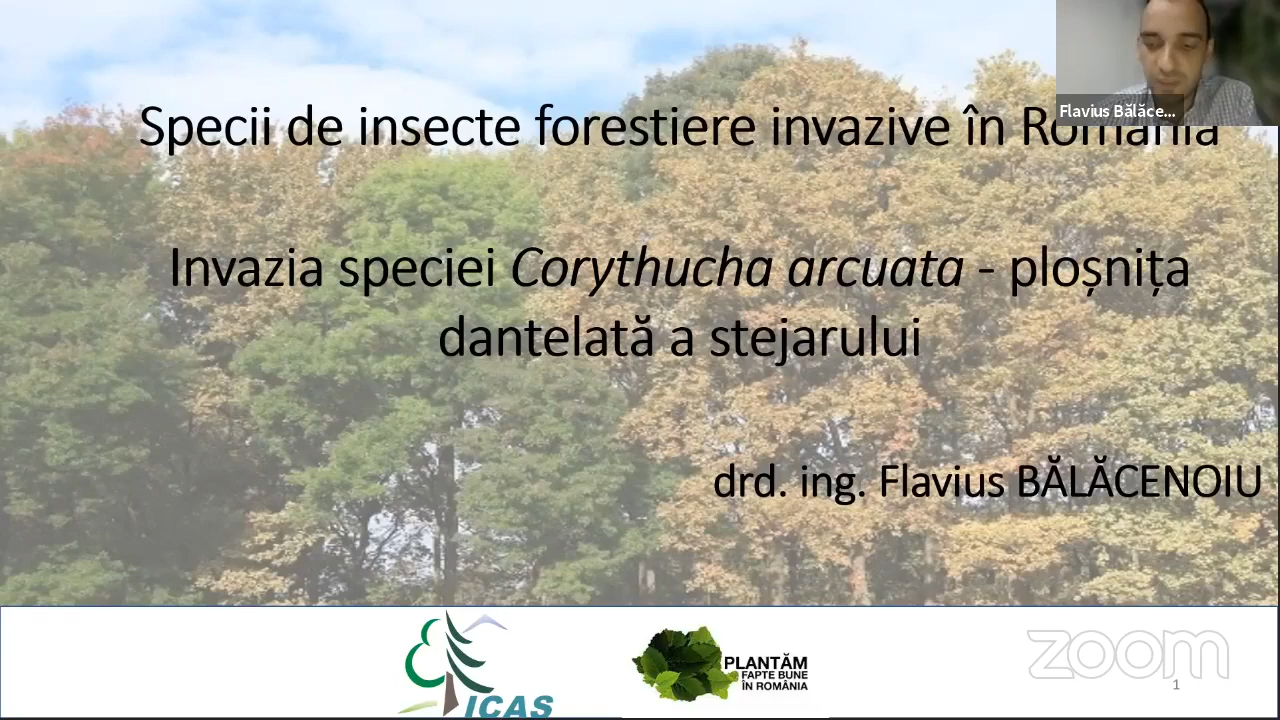 Flavius Bălăce...
Specii de insecte forestiere invazive în România
Invazia speciei Corythucha arcuata - ploșnița
dantelată a stejarului
drd. ing. Flavius BĂLĂCENOIU
ICAS
PLANTĂM
FAPTE BUNE
ÎN ROMÂNIA
zoom
1